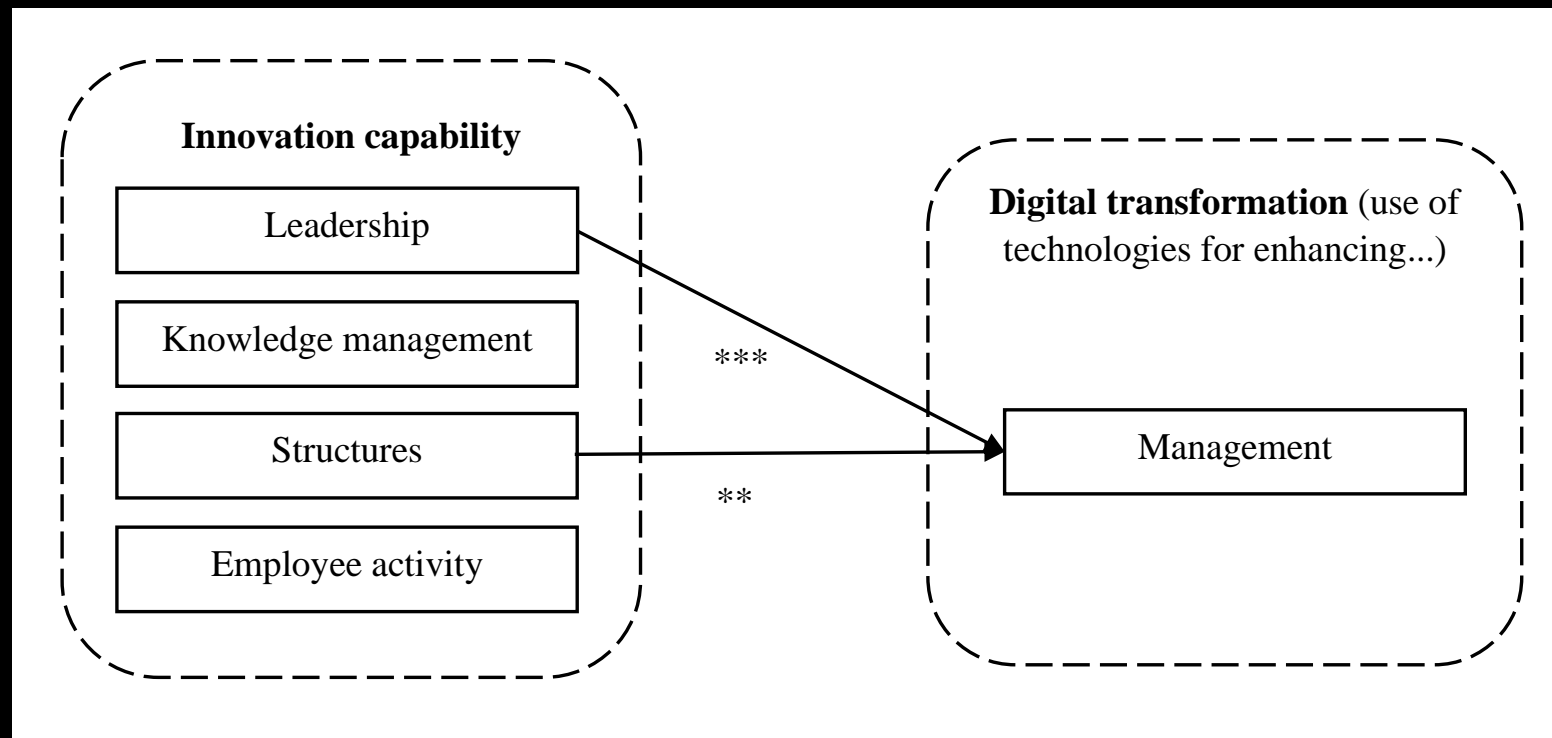 Innovation capability
Leadership
Knowledge management
Structures
Employee activity
***
**
Digital transformation (use of
technologies for enhancing...)
Management